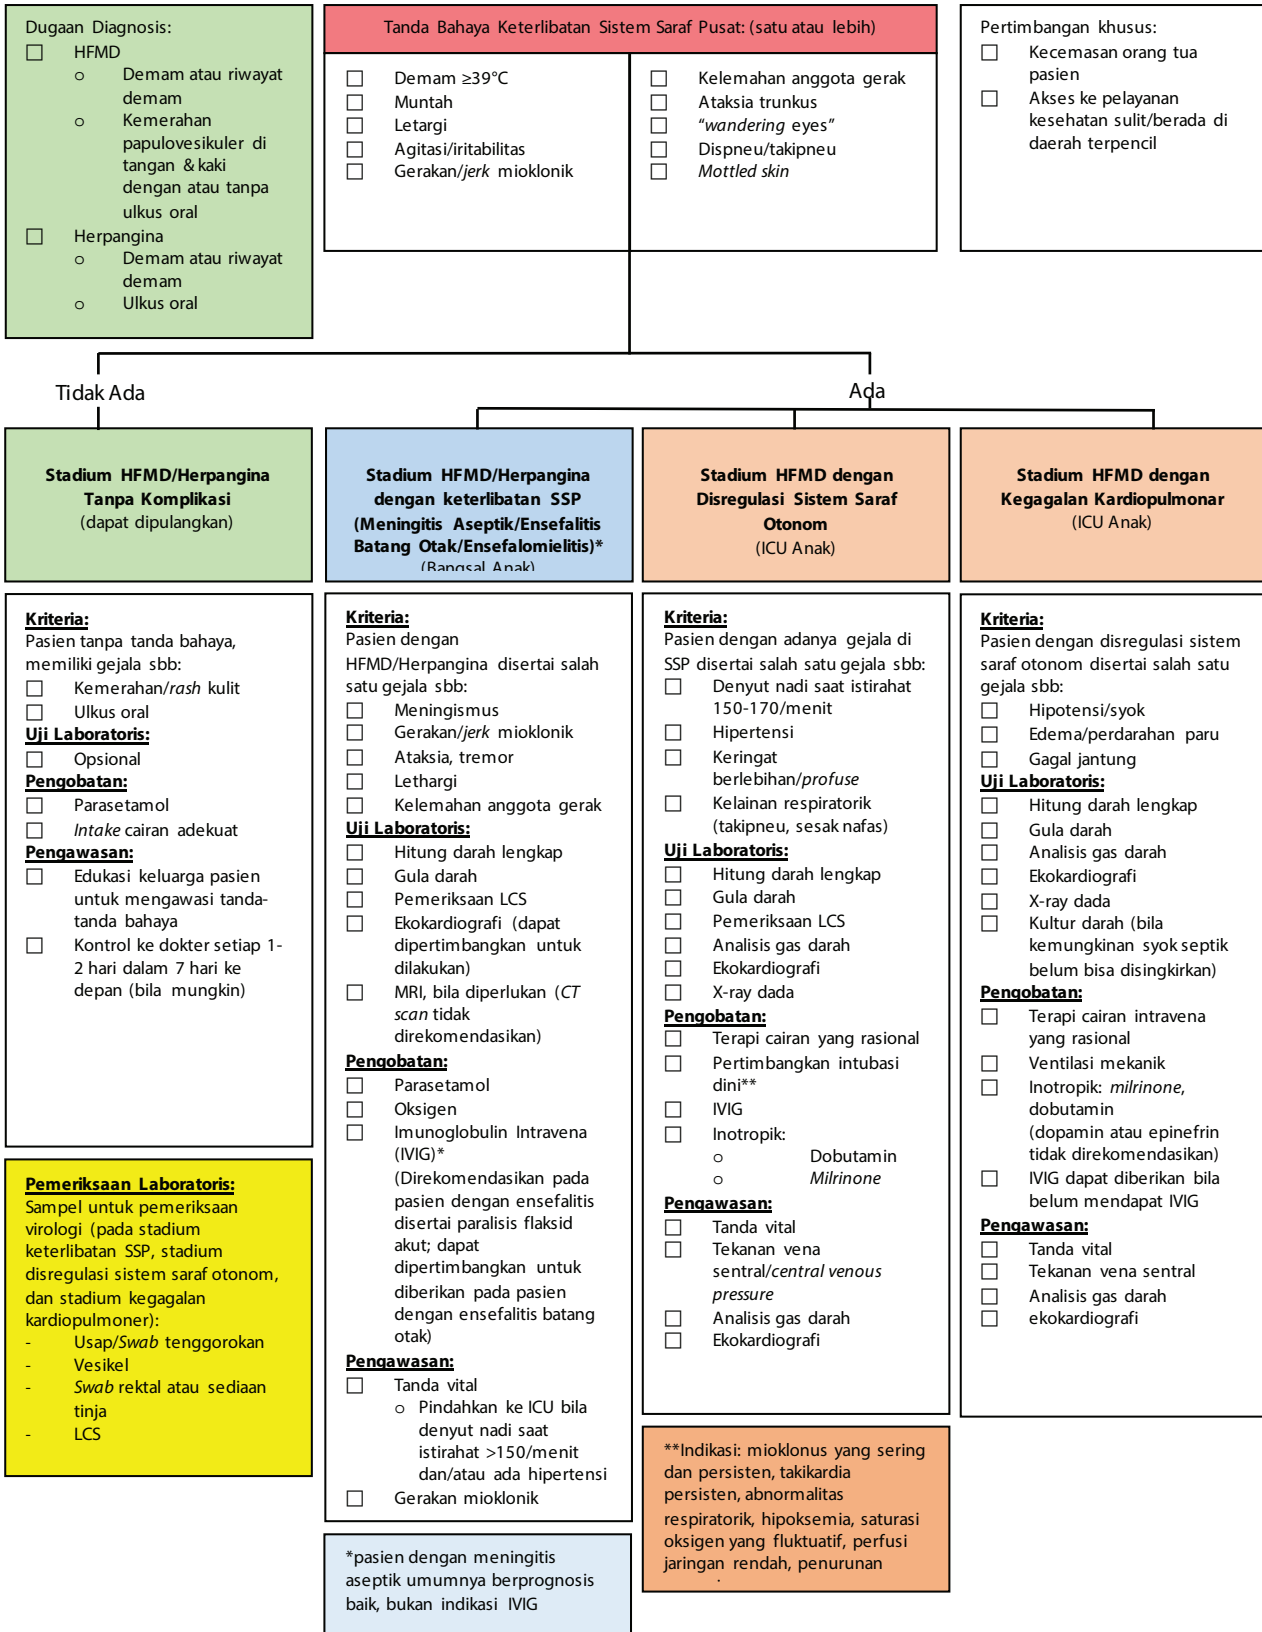 Dugaan Diagnosis:
☐ HFMD
o Demam atau riwayat
demam
o Kemerahan
papulovesikuler di
tangan & kaki
dengan atau tanpa
ulkus oral
☐ Herpangina
o Demam atau riwayat
demam
o Ulkus oral
Tanda Bahaya Keterlibatan Sistem Saraf Pusat: (satu atau lebih)
☐ Demam ≥39°C
☐ Muntah
☐ Letargi
☐ Agitasi/iritabilitas
☐ Gerakan/jerk mioklonik
☐ Kelemahan anggota gerak
☐ Ataksia trunkus
☐ “wandering eyes”
☐ Dispneu/takipneu
☐ Mottled skin
Pertimbangan khusus:
☐ Kecemasan orang tua
pasien
☐ Akses ke pelayanan
kesehatan sulit/berada di
daerah terpencil
Tidak Ada
Ada
Stadium HFMD/Herpangina
Tanpa Komplikasi
(dapat dipulangkan)
Kriteria:
Pasien tanpa tanda bahaya,
memiliki gejala sbb:
☐ Kemerahan/rash kulit
☐ Ulkus oral
Uji Laboratoris:
☐ Opsional
Pengobatan:
☐ Parasetamol
☐ Intake cairan adekuat
Pengawasan:
☐ Edukasi keluarga pasien
untuk mengawasi tanda-
tanda bahaya
☐ Kontrol ke dokter setiap 1-
2 hari dalam 7 hari ke
depan (bila mungkin)
Pemeriksaan Laboratoris:
Sampel untuk pemeriksaan
virologi (pada stadium
keterlibatan SSP, stadium
disregulasi sistem saraf otonom,
dan stadium kegagalan
kardiopulmoner):
- Usap/Swab tenggorokan
- Vesikel
- Swab rektal atau sediaan
tinja
- LCS
Stadium HFMD/Herpangina
dengan keterlibatan SSP
(Meningitis Aseptik/Ensefalitis
Batang Otak/Ensefalomielitis)*
(Bangsal Anak)
Kriteria:
Pasien dengan
HFMD/Herpangina disertai salah
satu gejala sbb:
☐ Meningismus
☐ Gerakan/jerk mioklonik
☐ Ataksia, tremor
☐ Lethargi
☐ Kelemahan anggota gerak
Uji Laboratoris:
☐ Hitung darah lengkap
☐ Gula darah
☐ Pemeriksaan LCS
☐ Ekokardiografi (dapat
dipertimbangkan untuk
dilakukan)
☐ MRI, bila diperlukan (CT
scan tidak
direkomendasikan)
Pengobatan:
☐ Parasetamol
☐ Oksigen
☐ Imunoglobulin Intravena
(IVIG)*
(Direkomendasikan pada
pasien dengan ensefalitis
disertai paralisis flaksid
akut; dapat
dipertimbangkan untuk
diberikan pada pasien
dengan ensefalitis batang
otak)
Pengawasan:
☐ Tanda vital
o Pindahkan ke ICU bila
denyut nadi saat
istirahat >150/menit
dan/atau ada hipertensi
☐ Gerakan mioklonik
*pasien dengan meningitis
aseptik umumnya berprognosis
baik, bukan indikasi IVIG
Stadium HFMD dengan
Disregulasi Sistem Saraf
Otonom
(ICU Anak)
Kriteria:
Pasien dengan adanya gejala di
SSP disertai salah satu gejala sbb:
☐ Denyut nadi saat istirahat
150-170/menit
☐ Hipertensi
☐ Keringat
berlebihan/profuse
☐ Kelainan respiratorik
(takipneu, sesak nafas)
Uji Laboratoris:
☐ Hitung darah lengkap
☐ Gula darah
☐ Pemeriksaan LCS
☐ Analisis gas darah
☐ Ekokardiografi
☐ X-ray dada
Pengobatan:
☐ Terapi cairan yang rasional
☐ Pertimbangkan intubasi
dini**
☐ IVIG
☐ Inotropik:
o Dobutamin
o Milrinone
Pengawasan:
☐ Tanda vital
☐ Tekanan vena
sentral/central venous
pressure
☐ Analisis gas darah
☐ Ekokardiografi
**Indikasi: mioklonus yang sering
dan persisten, takikardia
persisten, abnormalitas
respiratorik, hipoksemia, saturasi
oksigen yang fluktuatif, perfusi
jaringan rendah, penurunan
Stadium HFMD dengan
Kegagalan Kardiopulmonar
(ICU Anak)
Kriteria:
Pasien dengan disregulasi sistem
saraf otonom disertai salah satu
gejala sbb:
☐ Hipotensi/syok
☐ Edema/perdarahan paru
☐ Gagal jantung
Uji Laboratoris:
☐ Hitung darah lengkap
☐ Gula darah
☐ Analisis gas darah
☐ Ekokardiografi
☐ X-ray dada
☐ Kultur darah (bila
kemungkinan syok septik
belum bisa disingkirkan)
Pengobatan:
☐ Terapi cairan intravena
yang rasional
☐ Ventilasi mekanik
☐ Inotropik: milrinone,
dobutamin
(dopamin atau epinefrin
tidak direkomendasikan)
☐ IVIG dapat diberikan bila
belum mendapat IVIG
Pengawasan:
☐ Tanda vital
☐ Tekanan vena sentral
☐ Analisis gas darah
☐ ekokardiografi